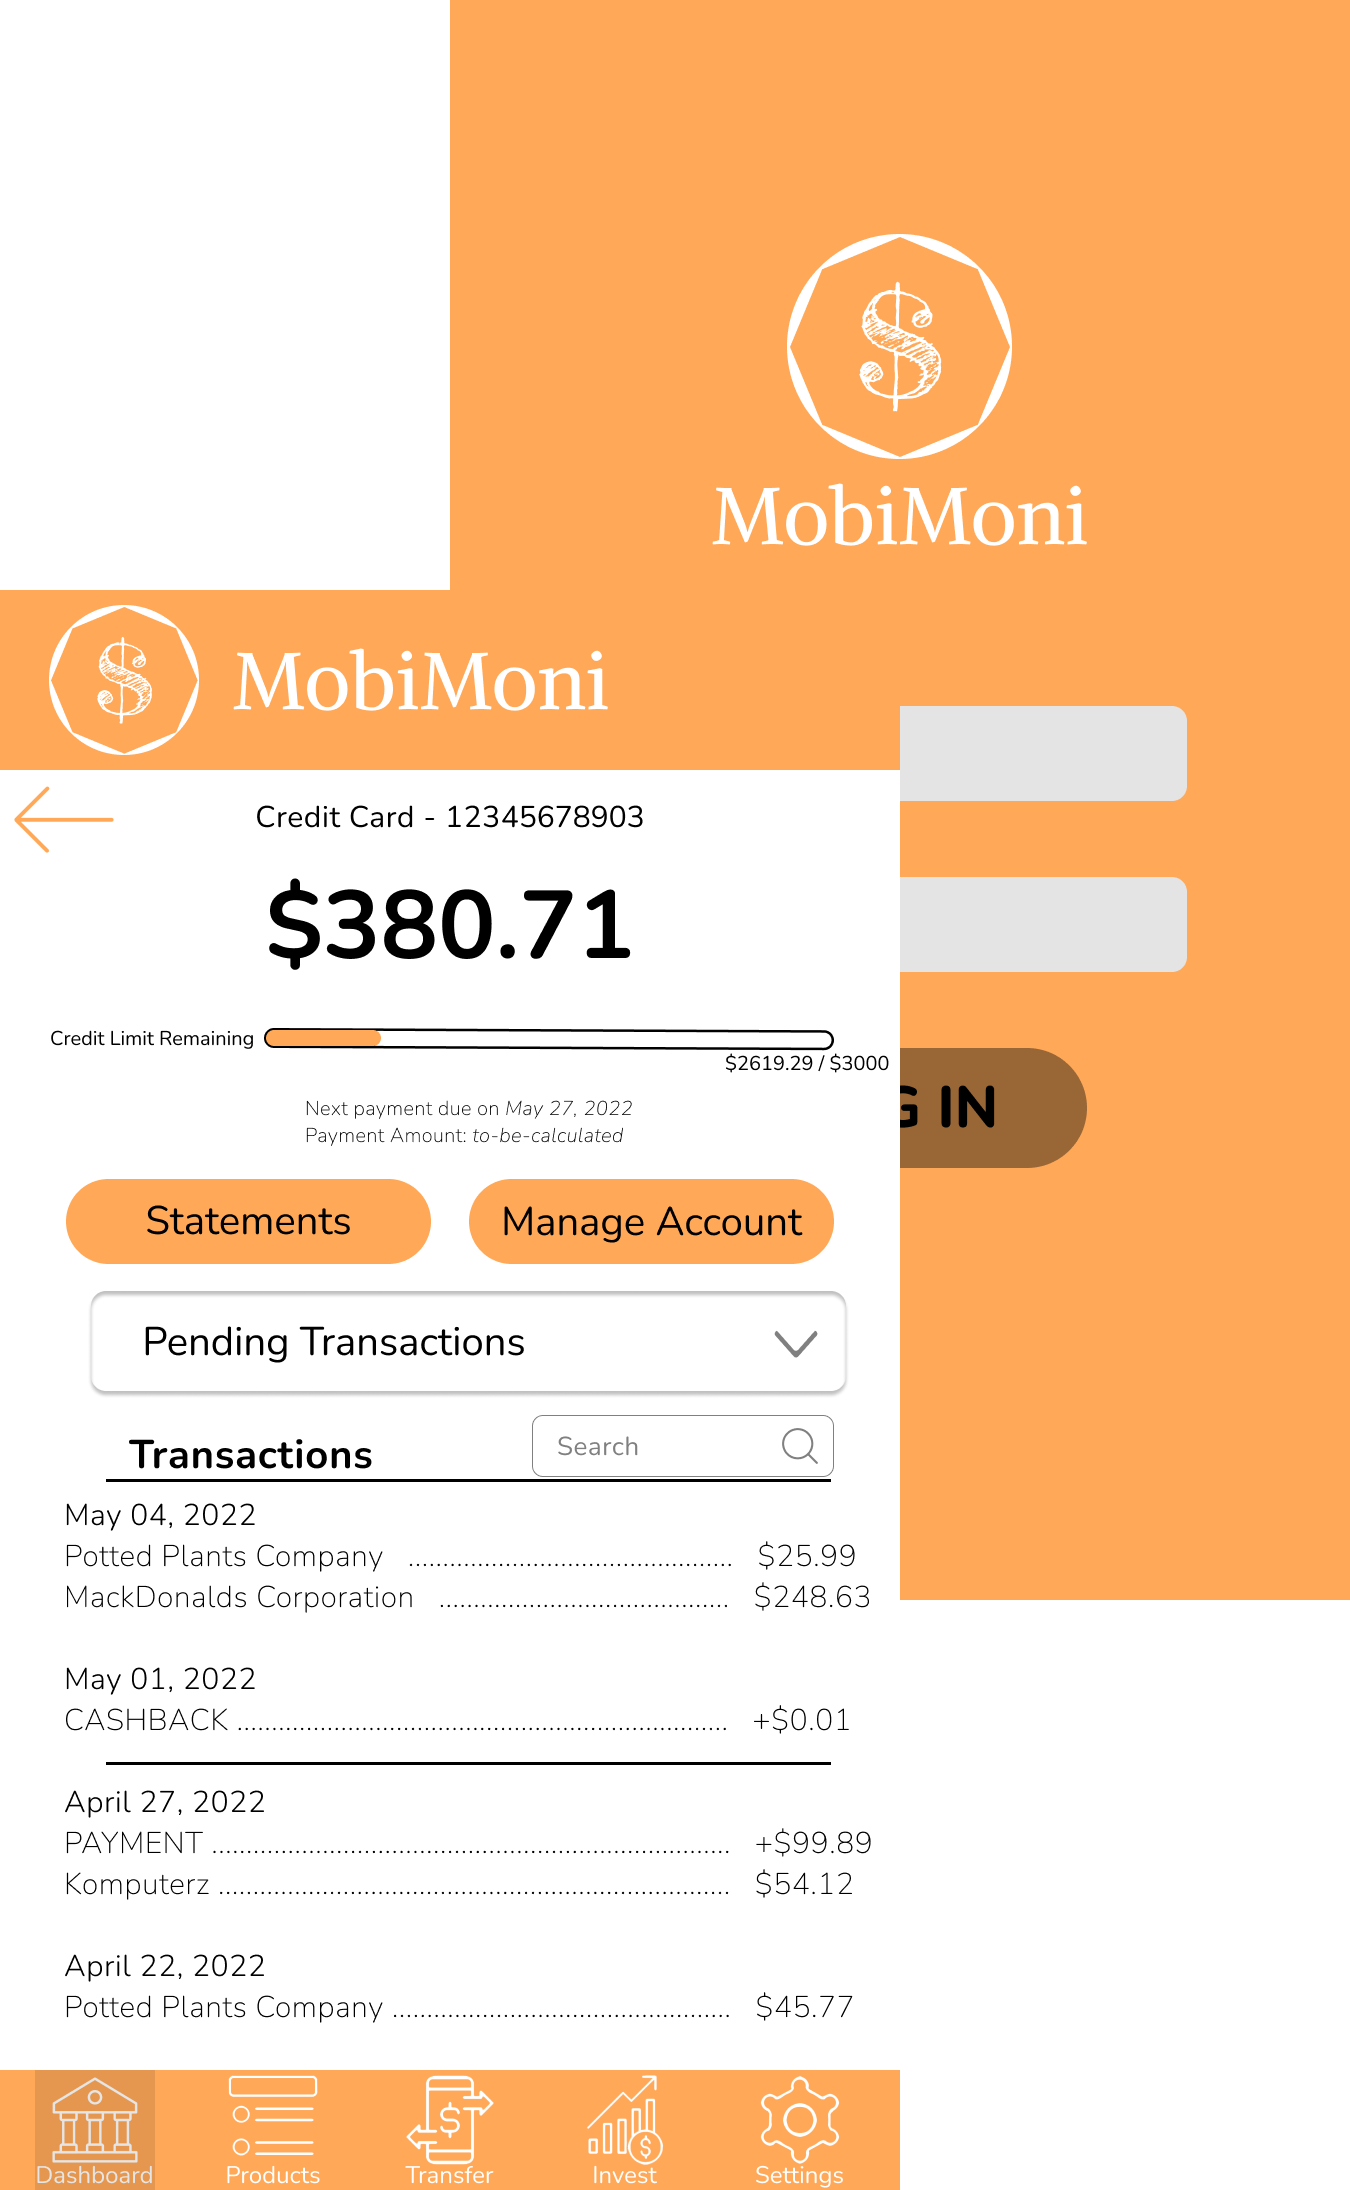 $
MobiMoni
$ MobiMoni
Credit Card - 12345678903
$380.71
Credit Limit Remaining
$2619.29 / $3000
Next payment due on May 27, 2022
Payment Amount: to-be-calculated
G IN
Statements
Manage Account
Pending Transactions
Transactions
Search
May 04, 2022
Potted Plants Company ............................................... $25.99
MackDonalds Corporation .......................................... $248.63
May 01, 2022
CASHBACK ....................................................................... +$0.01
April 27, 2022
PAYMENT ........................................................................... +$99.89
Komputerz .......................................................................... $54.12
April 22, 2022
Potted Plants Company ................................................. $45.77
$
$
Dashboard
Products
Transfer
Invest
Settings